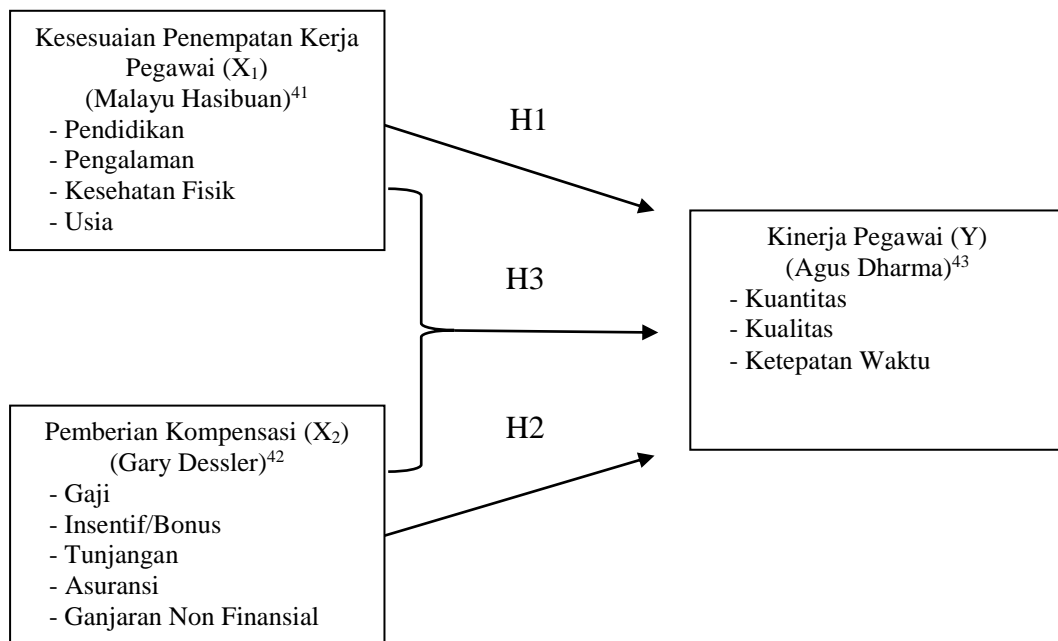 Kesesuaian Penempatan Kerja
Pegawai (X₁)
(Malayu Hasibuan)⁴¹
- Pendidikan
- Pengalaman
- Kesehatan Fisik
- Usia
H1
H3
Kinerja Pegawai (Y)
(Agus Dharma)⁴³
- Kuantitas
- Kualitas
- Ketepatan Waktu
H2
Pemberian Kompensasi (X₂)
(Gary Dessler)⁴²
- Gaji
- Insentif/Bonus
- Tunjangan
- Asuransi
- Ganjaran Non Finansial